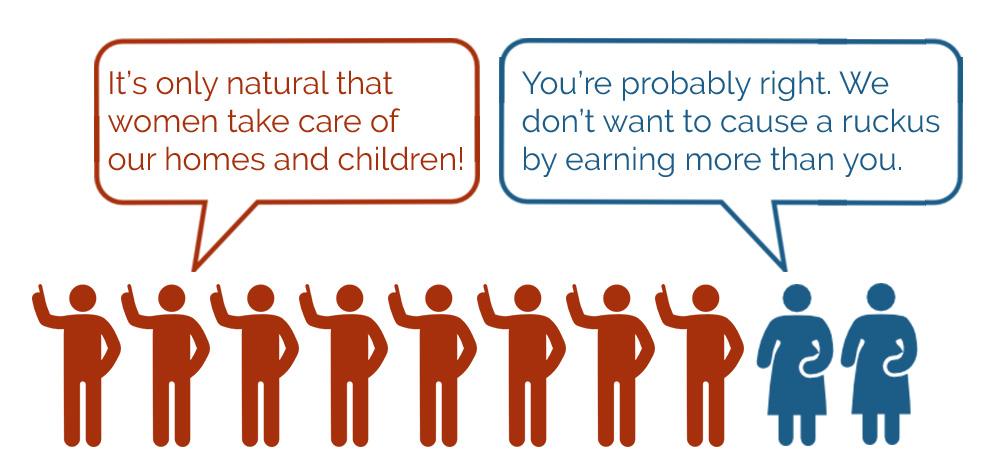 It’s only natural that
women take care of
our homes and children!
You’re probably right. We
don’t want to cause a ruckus
by earning more than you.